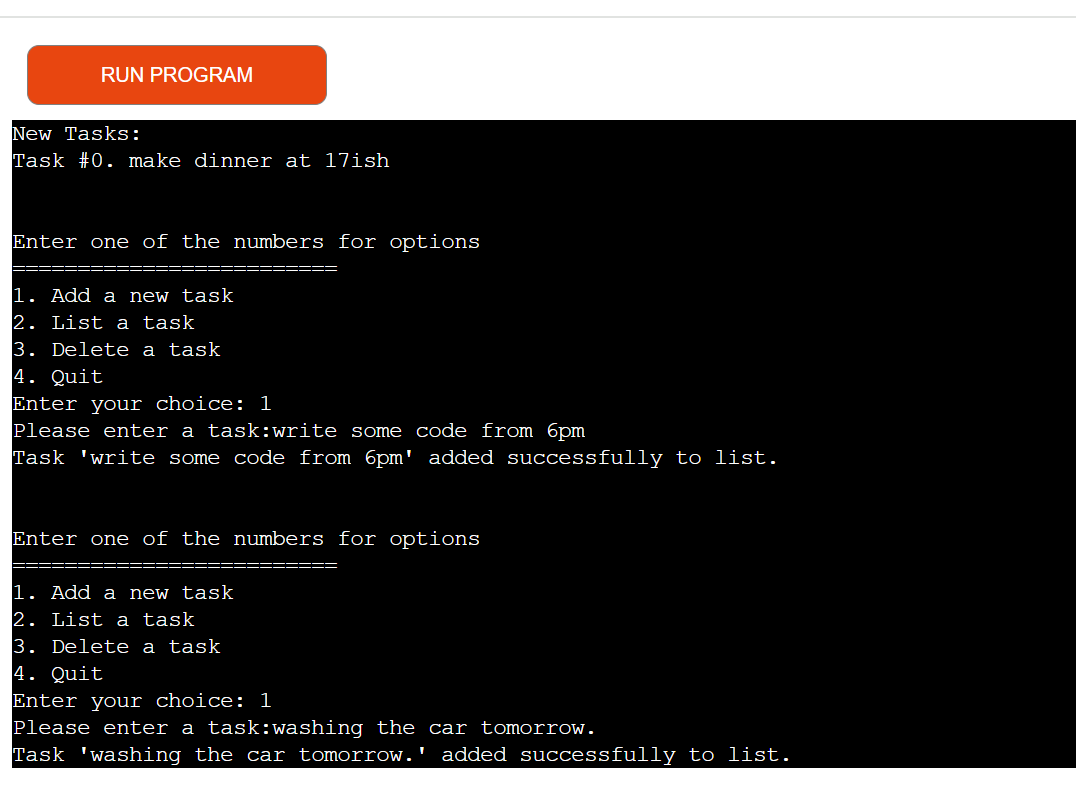 RUN PROGRAM
New Tasks:
Task #0. make dinner at 17ish
Enter one of the numbers for options
=========================
1. Add a new task
2. List a task
3. Delete a task
4. Quit
Enter your choice: 1
Please enter a task:write some code from 6pm
Task 'write some code from 6pm' added successfully to list.
Enter one of the numbers for options
=========================
1. Add a new task
2. List a task
3. Delete a task
4. Quit
Enter your choice: 1
Please enter a task:washing the car tomorrow.
Task 'washing the car tomorrow.' added successfully to list.